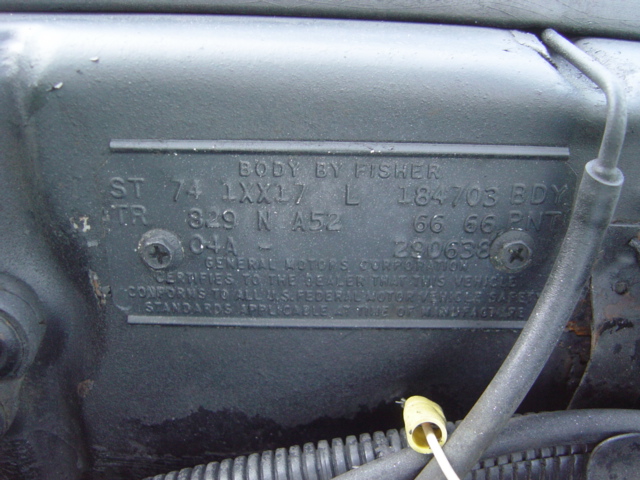 BODY BY FISHER
ST 74 1XX17 L 184703 BDY
TR 829 N A52 66 66 PNT
04A - 290638
GENERAL MOTORS CORPORATION
CERTIFIES TO THE DEALER THAT THIS VEHICLE
CONFORMS TO ALL U.S. FEDERAL MOTOR VEHICLE SAFETY
STANDARDS APPLICABLE TIME OF MANUFACTURE